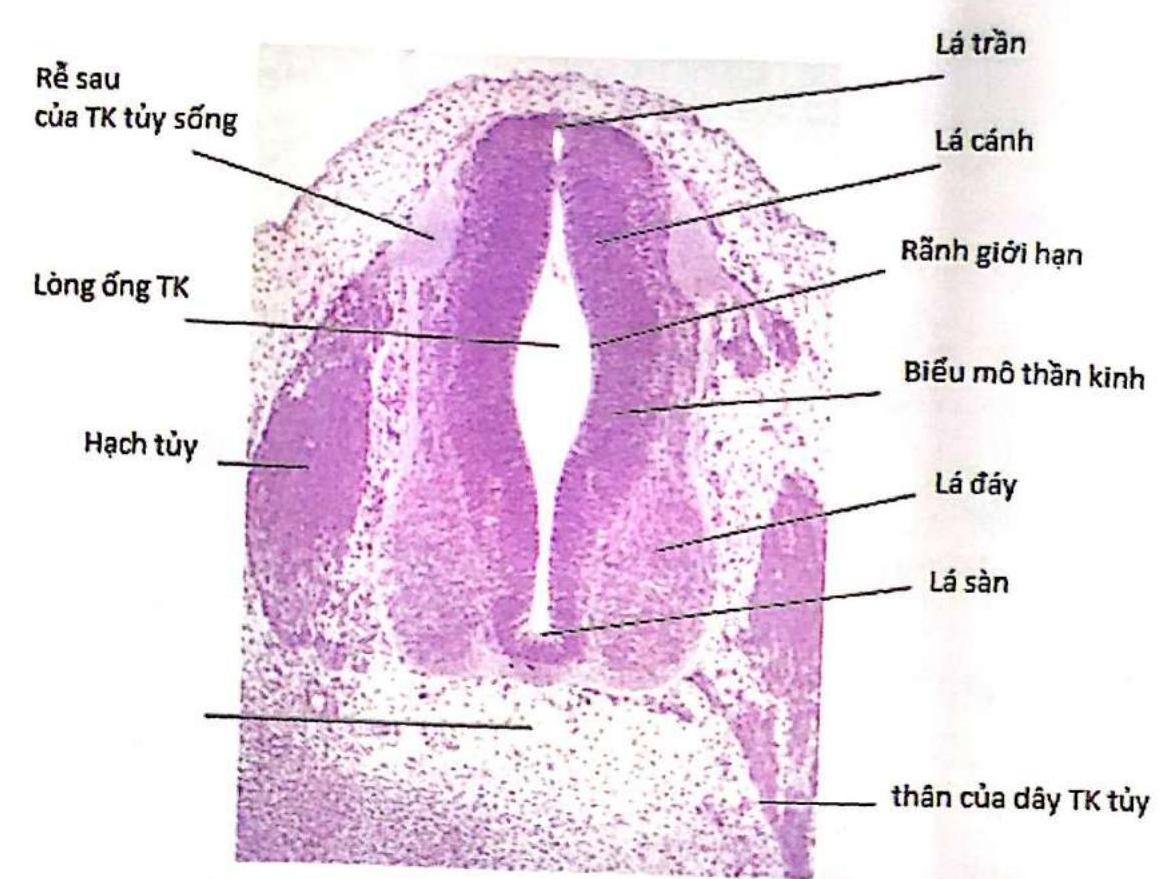 Rễ sau
của TK tủy sống
Lòng ống TK
Hạch tủy
Lá trần
Lá cánh
Rãnh giới hạn
Biểu mô thần kinh
Lá đáy
Lá sàn
thân của dây TK tủy